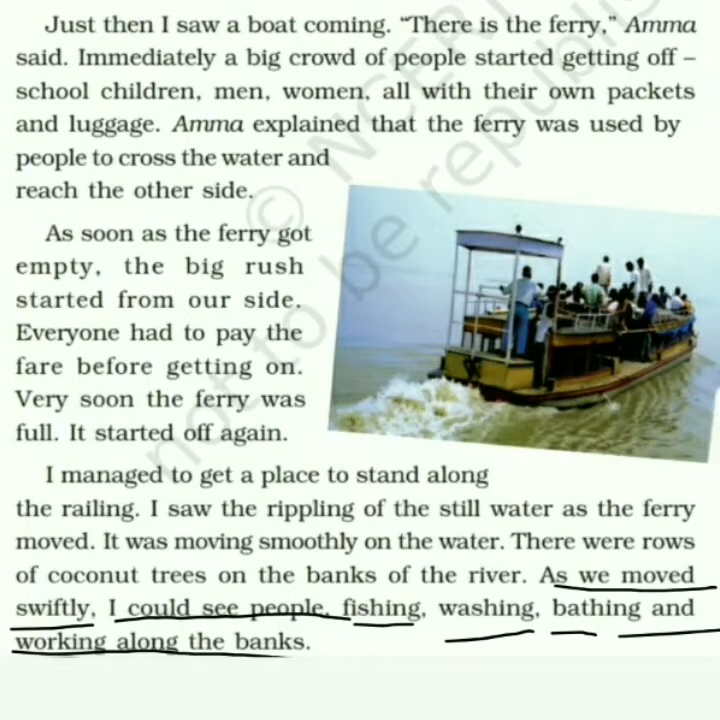 Just then I saw a boat coming. “There is the ferry,” Amma
said. Immediately a big crowd of people started getting off –
school children, men, women, all with their own packets
and luggage. Amma explained that the ferry was used by
people to cross the water and
reach the other side.
As soon as the ferry got
empty, the big rush
started from our side.
Everyone had to pay the
fare before getting on.
Very soon the ferry was
full. It started off again.
I managed to get a place to stand along
the railing. I saw the rippling of the still water as the ferry
moved. It was moving smoothly on the water. There were rows
of coconut trees on the banks of the river. As we moved
swiftly, I could see people, fishing, washing, bathing and
working along the banks.
© NCERT
not to be republis